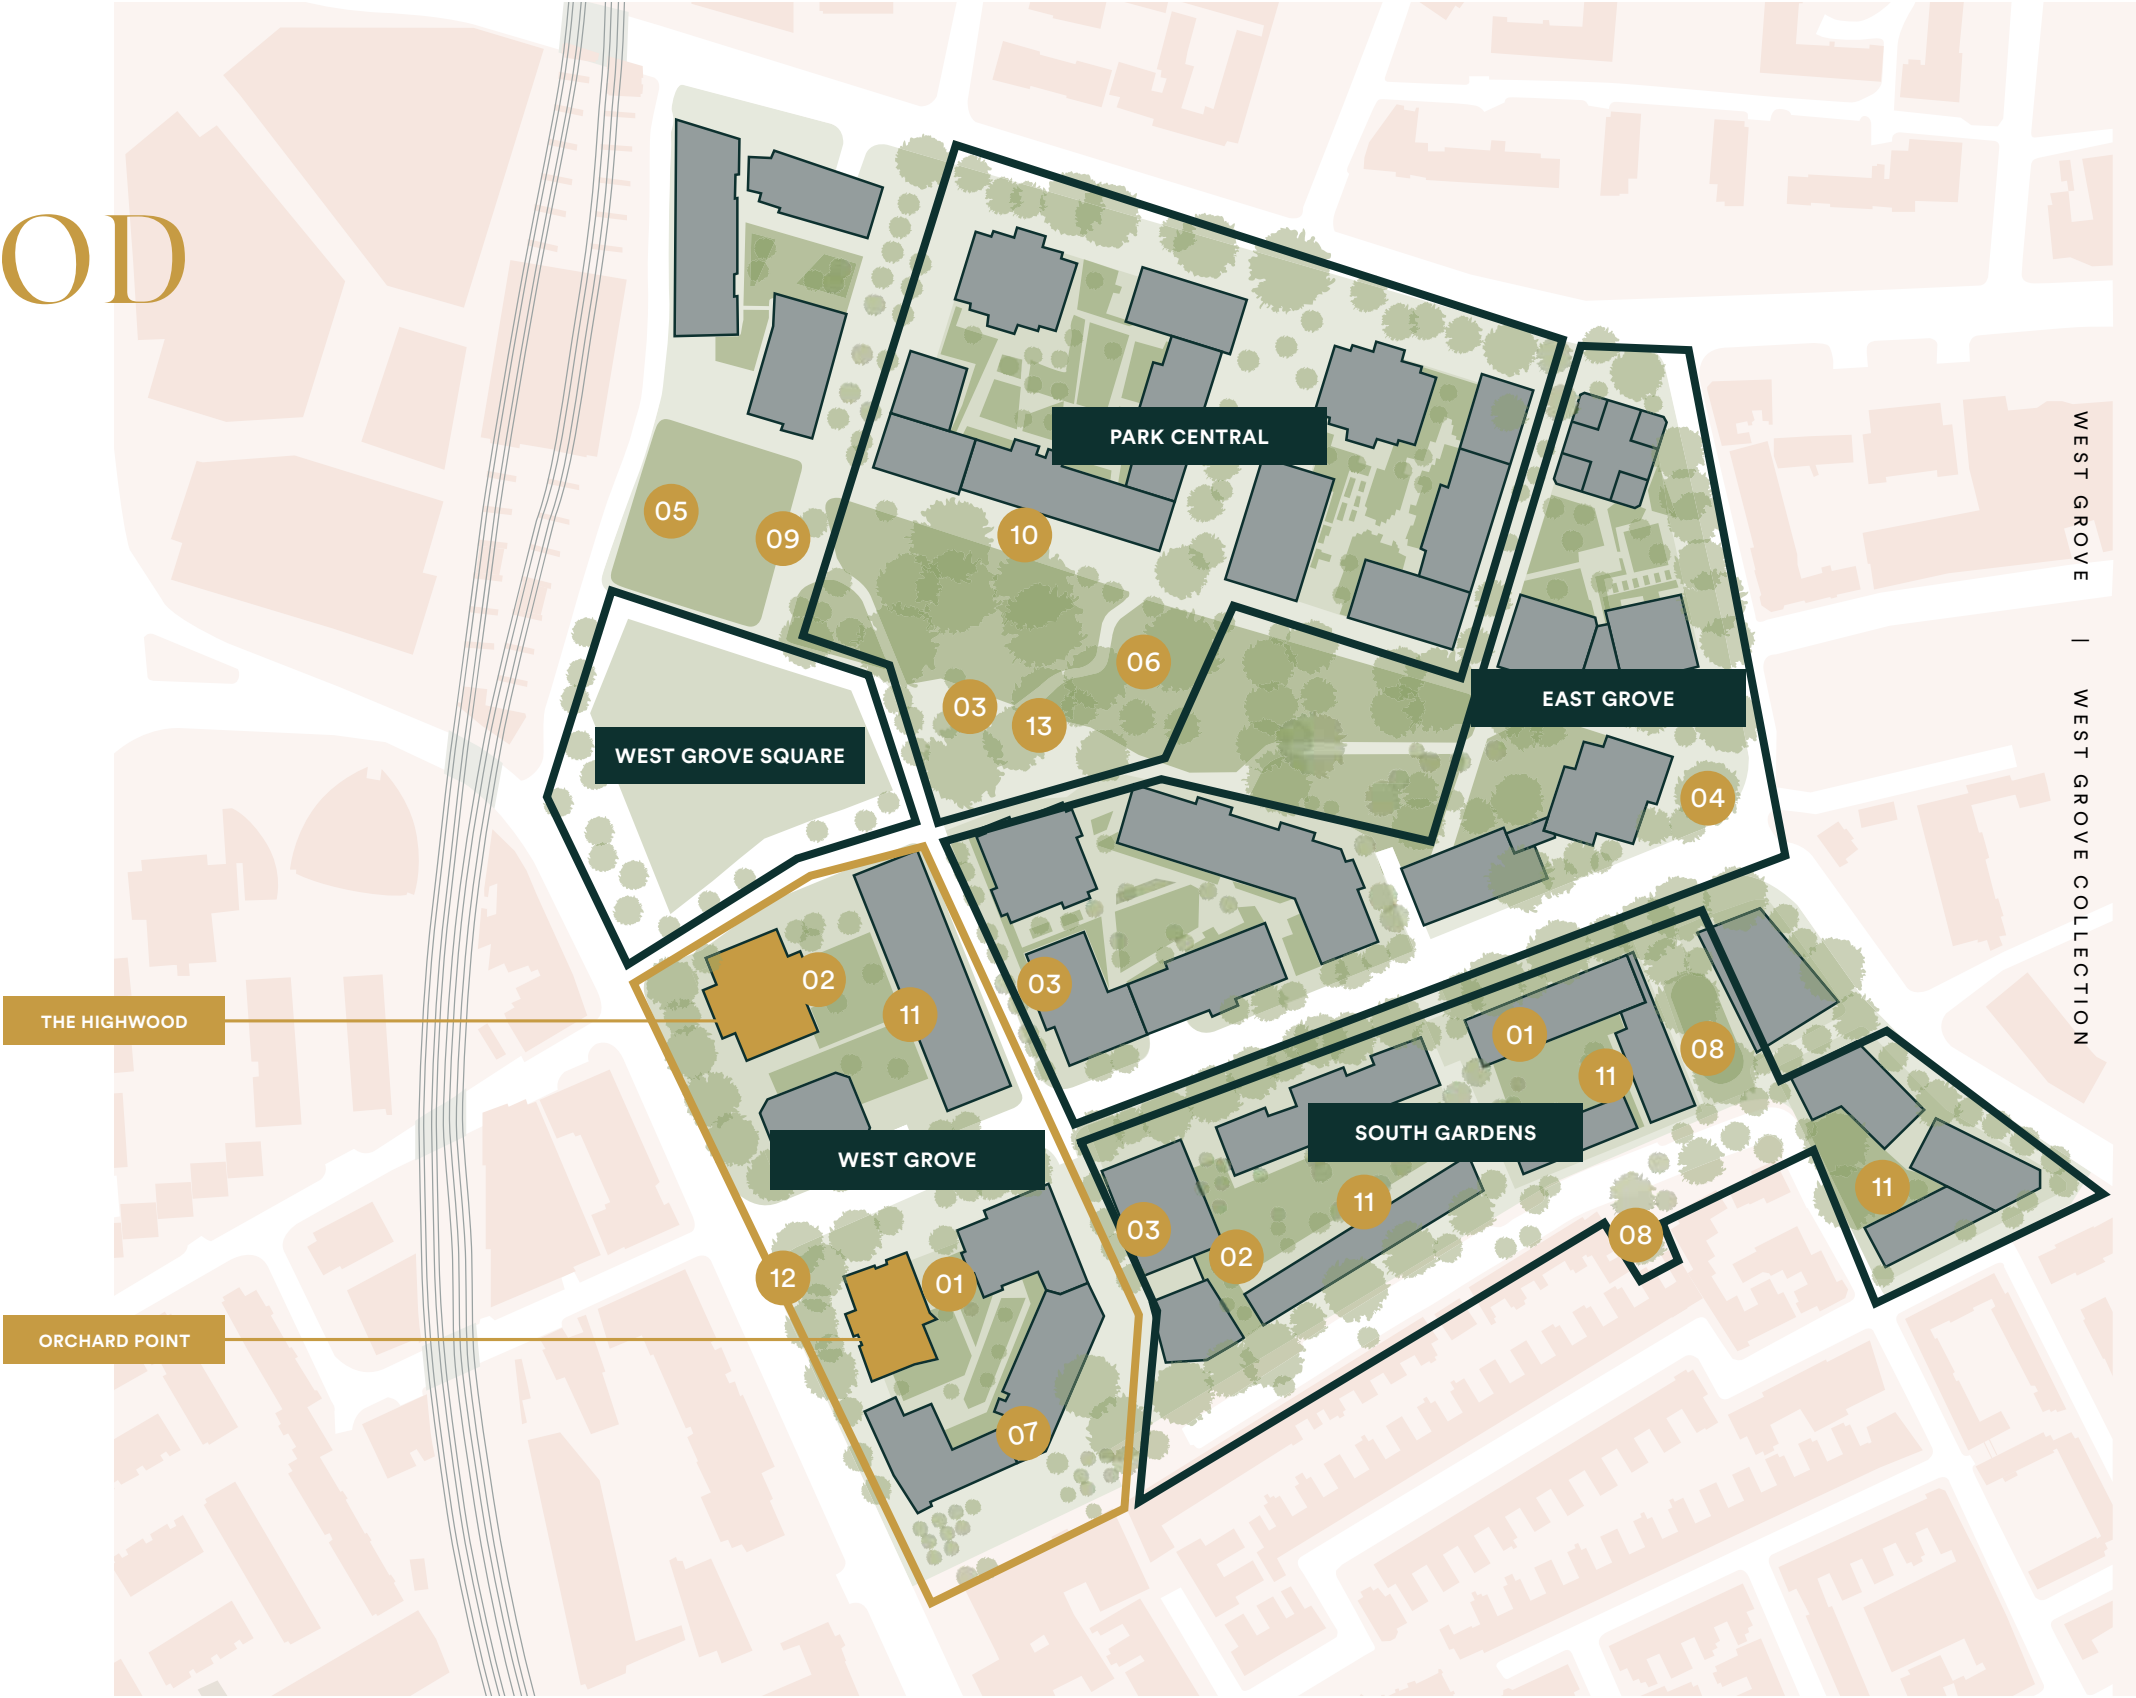 OD
PARK CENTRAL
05
09
10
06
03
13
EAST GROVE
WEST GROVE SQUARE
04
02
11
THE HIGHWOOD
03
01
08
11
SOUTH GARDENS
WEST GROVE
11
11
03
02
08
12
01
ORCHARD POINT
07
WEST GROVE | WEST GROVE COLLECTION